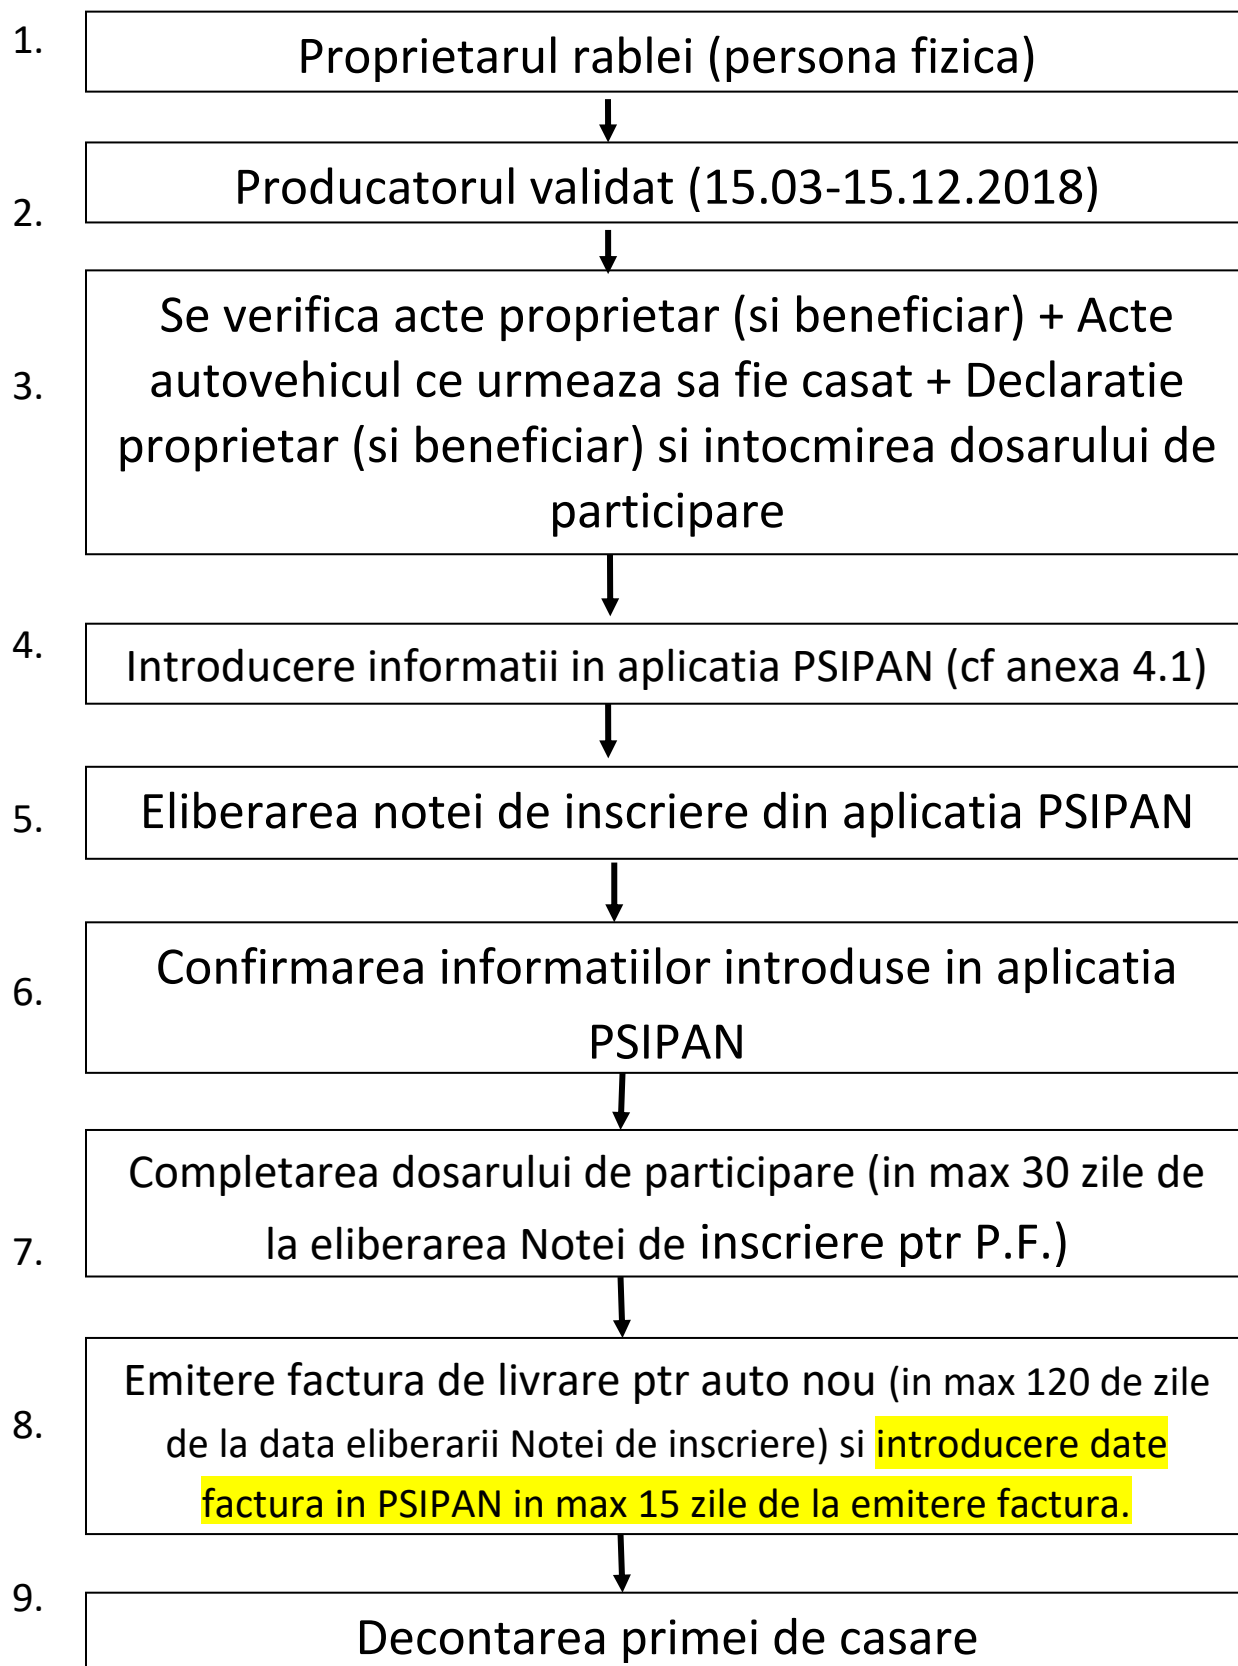 1.
Proprietarul rablei (persona fizica)
2.
Producatorul validat (15.03-15.12.2018)
3.
Se verifica acte proprietar (si beneficiar) + Acte
autovehicul ce urmeaza sa fie casat + Declaratie
proprietar (si beneficiar) si intocmirea dosarului de
participare
4.
Introducere informatii in aplicatia PSIPAN (cf anexa 4.1)
5.
Eliberarea notei de inscriere din aplicatia PSIPAN
6.
Confirmarea informatiilor introduse in aplicatia
PSIPAN
7.
Completarea dosarului de participare (in max 30 zile de
la eliberarea Notei de inscriere ptr P.F.)
8.
Emitere factura de livrare ptr auto nou (in max 120 de zile
de la data eliberarii Notei de inscriere) si introducere date
factura in PSIPAN in max 15 zile de la emitere factura.
9.
Decontarea primei de casare